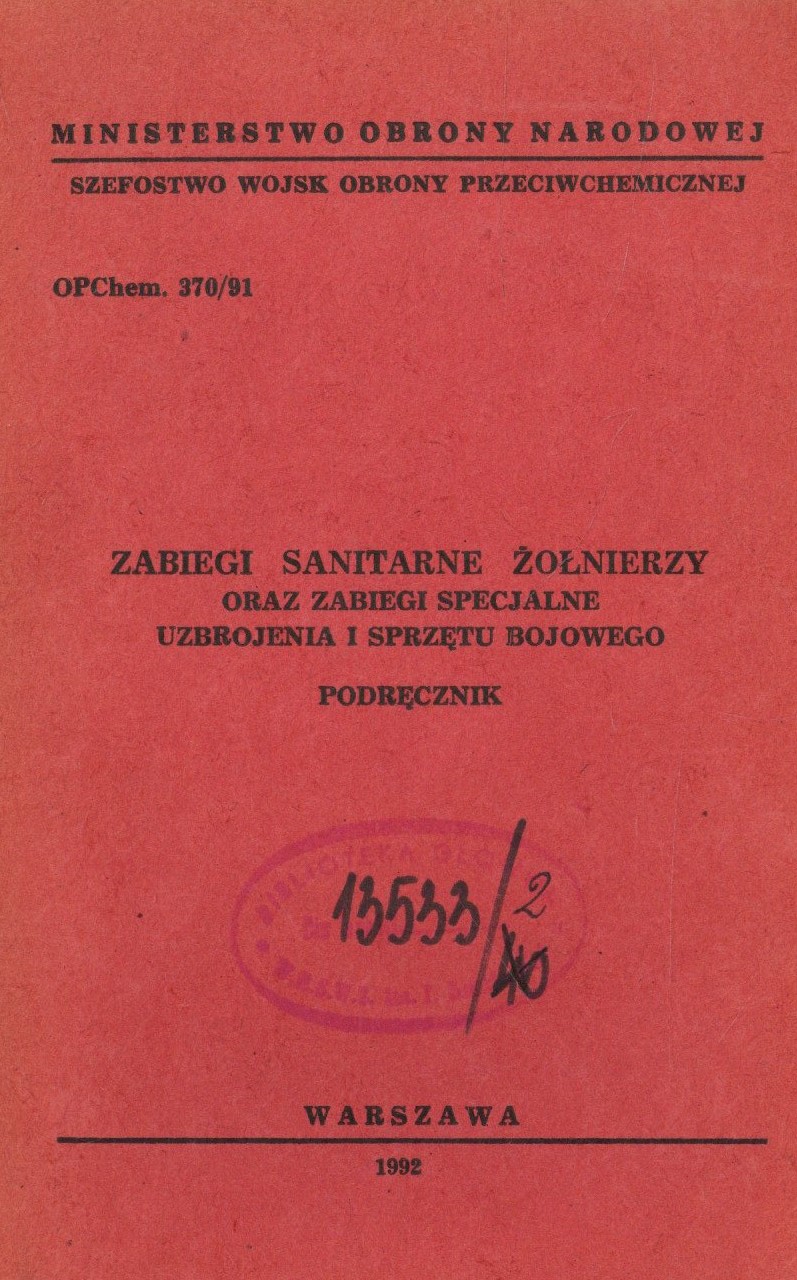 MINISTERSTWO OBRONY NARODOWEJ
SZEFOSTWO WOJSK OBRONY PRZECIWCHEMICZNEJ
OPChem. 370/91
ZABIEGI SANITARNE ŻOŁNIERZY
ORAZ ZABIEGI SPECJALNE
UZBROJENIA I SPRZĘTU BOJOWEGO
PODRĘCZNIK
BIBLIOTEKA
13533/2
WARSZAWA
1992